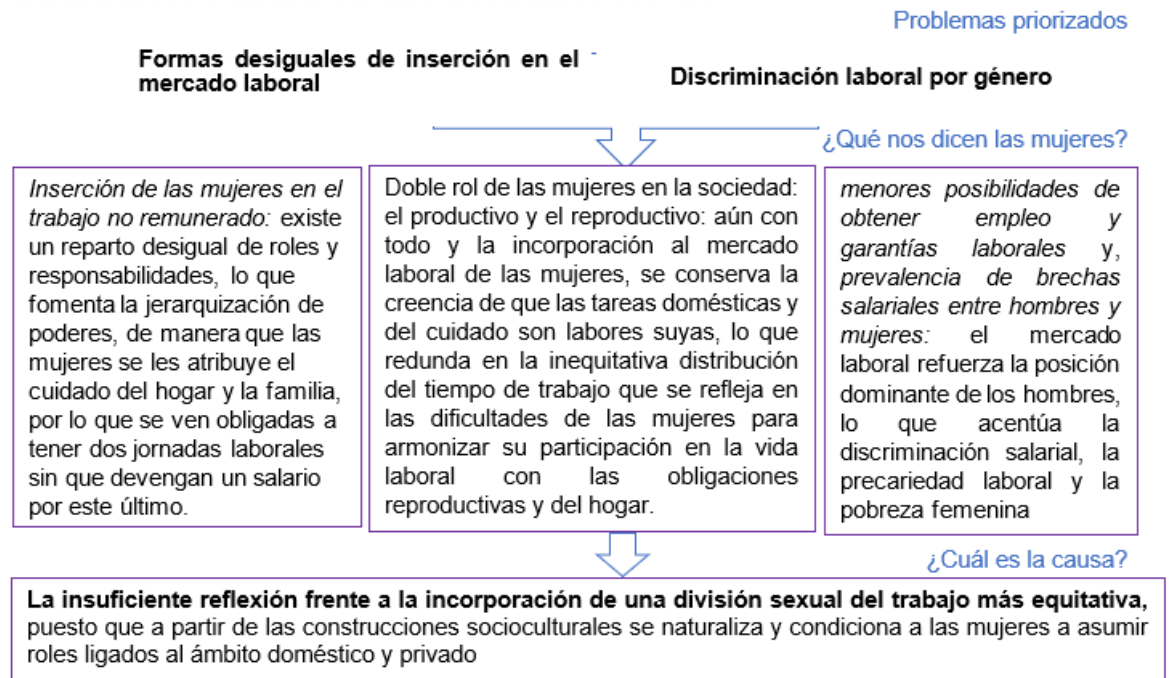 Problemas priorizados
Formas desiguales de inserción en el
mercado laboral
Discriminación laboral por género
¿Qué nos dicen las mujeres?
Inserción de las mujeres en el
trabajo no remunerado: existe
un reparto desigual de roles y
responsabilidades, lo que
fomenta la jerarquización de
poderes, de manera que las
mujeres se les atribuye el
cuidado del hogar y la familia,
por lo que se ven obligadas a
tener dos jornadas laborales
sin que devengan un salario
por este último.
Doble rol de las mujeres en la sociedad:
el productivo y el reproductivo: aún con
todo y la incorporación al mercado
laboral de las mujeres, se conserva la
creencia de que las tareas domésticas y
del cuidado son labores suyas, lo que
redunda en la inequitativa distribución
del tiempo de trabajo que se refleja en
las dificultades de las mujeres para
armonizar su participación en la vida
laboral con las obligaciones
reproductivas y del hogar.
menores posibilidades de
obtener empleo y
garantías laborales y,
prevalencia de brechas
salariales entre hombres y
mujeres: el mercado
laboral refuerza la posición
dominante de los hombres,
lo que acentúa la
discriminación salarial, la
precariedad laboral y la
pobreza femenina
¿Cuál es la causa?
La insuficiente reflexión frente a la incorporación de una división sexual del trabajo más equitativa,
puesto que a partir de las construcciones socioculturales se naturaliza y condiciona a las mujeres a asumir
roles ligados al ámbito doméstico y privado